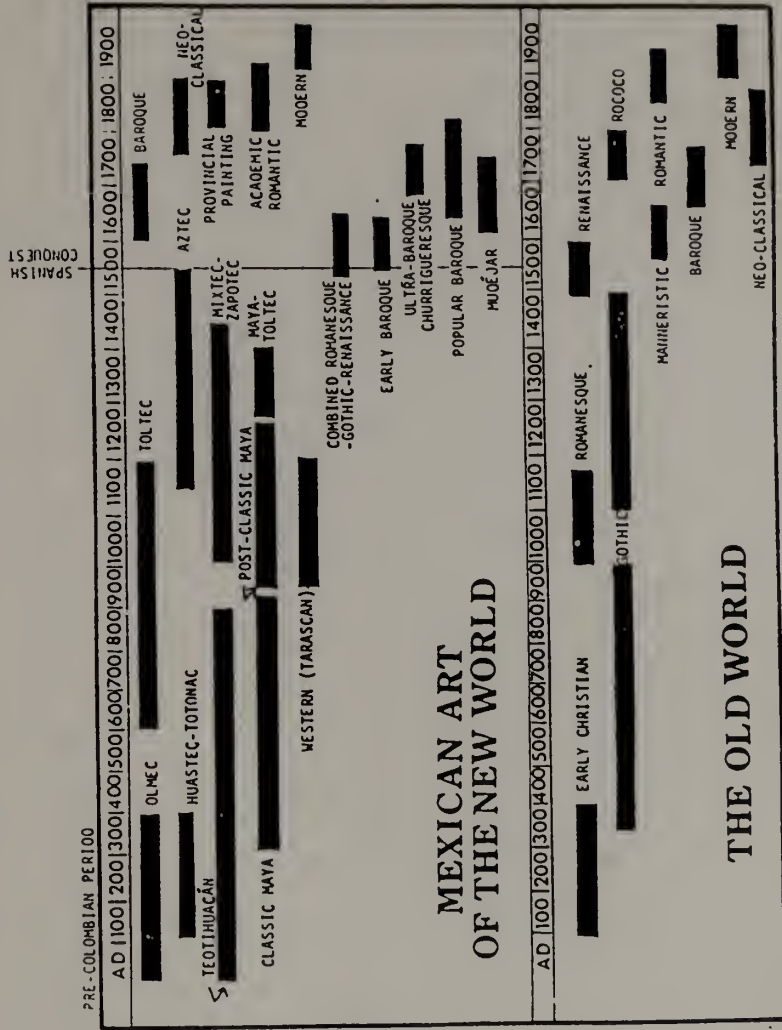 PRE-COLOMBIAN PERIOD
SPANISH
CONQUEST
AD|100|200|300|400|500|600|700|800|900|1000|1100|1200|1300|1400|1500|1600|1700|1800|1900
OLMEC
TOLTEC
BAROQUE
HUASTEC-TOTONAC
AZTEC
NEO-
CLASSICAL
TEOTIHUACÁN
MIXTEC-
ZAPOTEC
PROVINCIAL
PAINTING
CLASSIC MAYA
POST-CLASSIC MAYA
MAYA-
TOLTEC
ACADEMIC
ROMANTIC
WESTERN (TARASCAN)
MODERN
COMBINED ROMANESQUE
-GOTHIC-RENAISSANCE
EARLY BAROQUE
ULTRA-BAROQUE
CHURRIGUERESQUE
POPULAR BAROQUE
MUDÉJAR
MEXICAN ART
OF THE NEW WORLD
AD|100|200|300|400|500|600|700|800|900|1000|1100|1200|1300|1400|1500|1600|1700|1800|1900
EARLY CHRISTIAN
ROMANESQUE
RENAISSANCE
GOTHIC
ROCOCO
MANNERISTIC
ROMANTIC
BAROQUE
MODERN
NEO-CLASSICAL
THE OLD WORLD